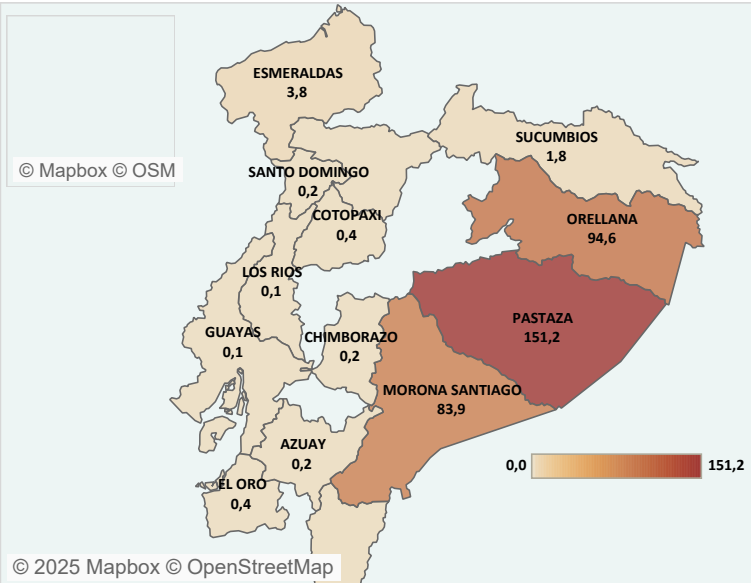 ESMERALDAS
3,8
SUCUMBIOS
1,8
© Mapbox © OSM
SANTO DOMINGO
0,2
COTOPAXI
0,4
ORELLANA
94,6
LOS RIOS
0,1
PASTAZA
151,2
GUAYAS
0,1
CHIMBORAZO
0,2
MORONA SANTIAGO
83,9
AZUAY
0,2
0,0 151,2
EL ORO
0,4
© 2025 Mapbox © OpenStreetMap